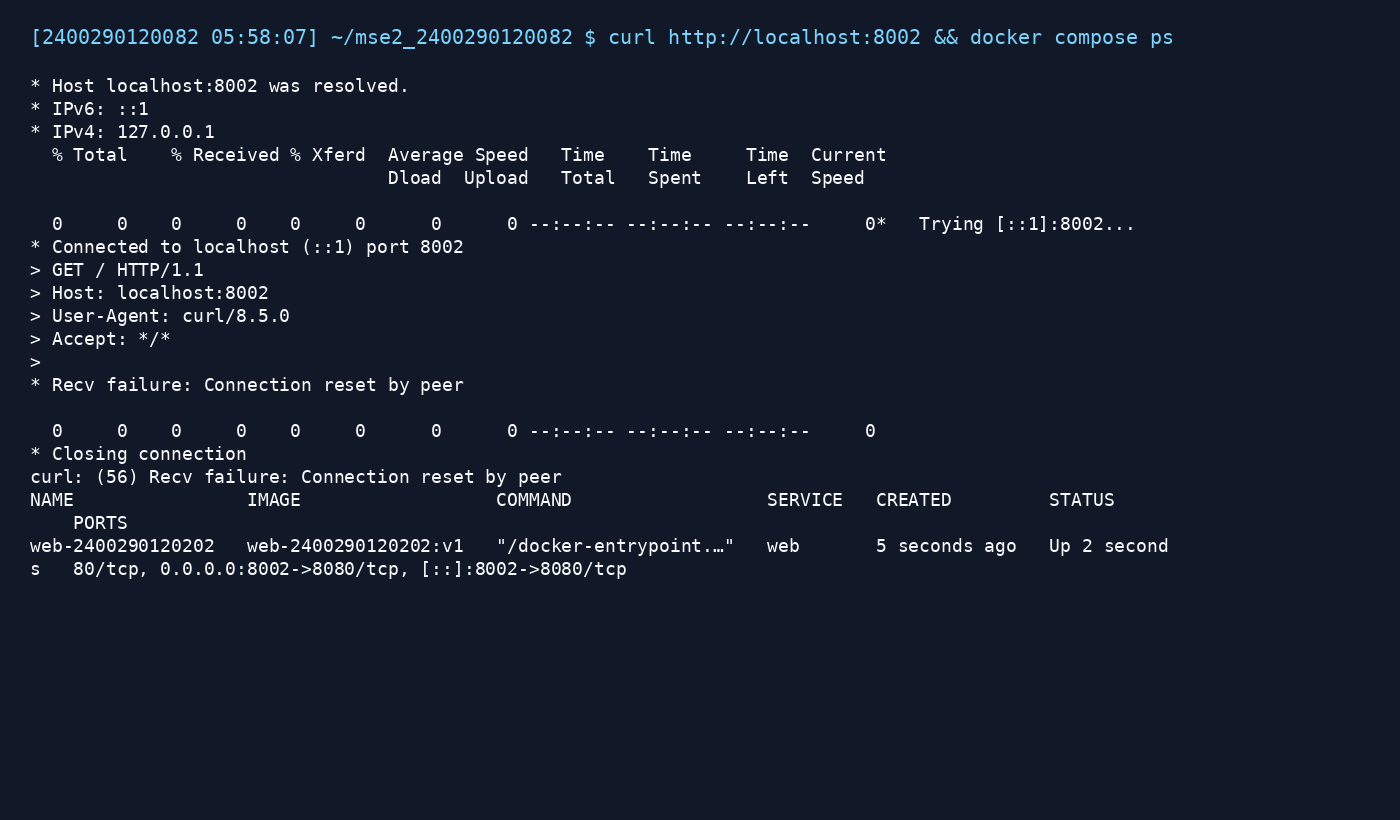 [2400290120082 05:58:07] ~/mse2_2400290120082 $ curl http://localhost:8002 && docker compose ps
* Host localhost:8002 was resolved.
* IPv6: ::1
* IPv4: 127.0.0.1
  % Total    % Received % Xferd  Average Speed   Time    Time     Time  Current
                                 Dload  Upload   Total   Spent    Left  Speed
  0     0    0     0    0     0      0      0 --:--:-- --:--:-- --:--:--     0*   Trying [::1]:8002...
* Connected to localhost (::1) port 8002
> GET / HTTP/1.1
> Host: localhost:8002
> User-Agent: curl/8.5.0
> Accept: */*
>
* Recv failure: Connection reset by peer
  0     0    0     0    0     0      0      0 --:--:-- --:--:-- --:--:--     0
* Closing connection
curl: (56) Recv failure: Connection reset by peer
NAME                IMAGE                  COMMAND                  SERVICE   CREATED         STATUS
    PORTS
web-2400290120202   web-2400290120202:v1   "/docker-entrypoint.…"   web       5 seconds ago   Up 2 second
s   80/tcp, 0.0.0.0:8002->8080/tcp, [::]:8002->8080/tcp